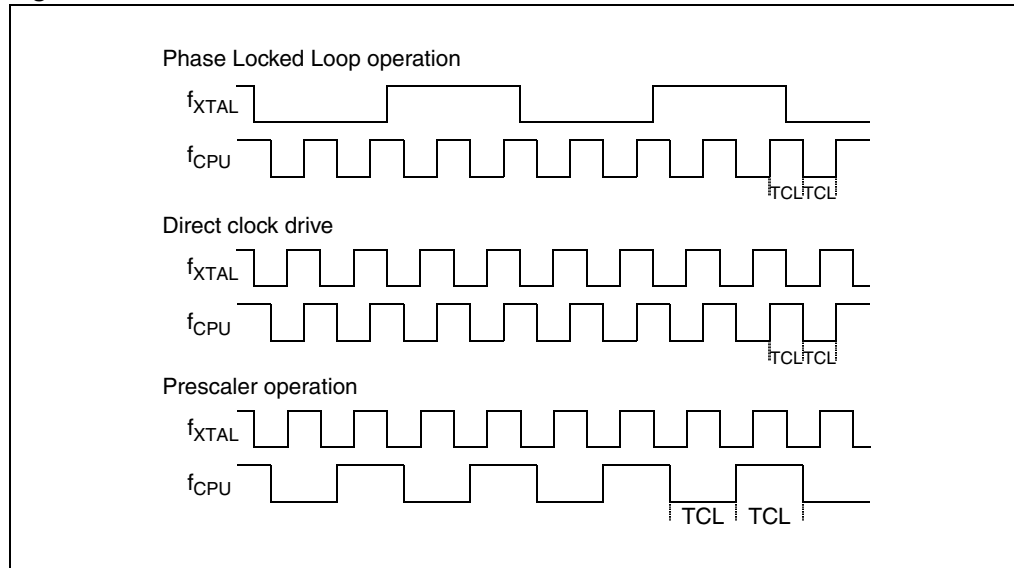 Phase Locked Loop operation
fXTAL
fCPU
TCL TCL
Direct clock drive
fXTAL
fCPU
TCL TCL
Prescaler operation
fXTAL
fCPU
TCL TCL